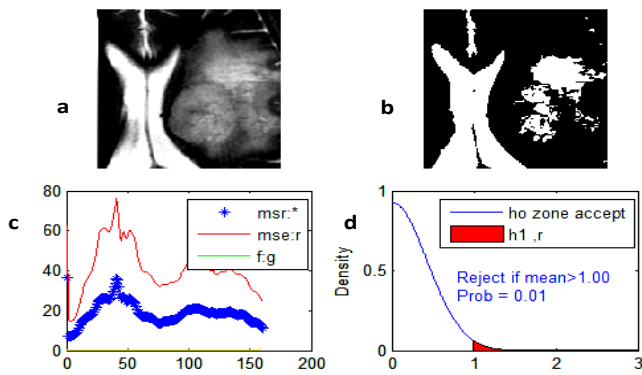 a
b
c
80
60
40
20
0
0
50
100
150
200
msr:*
mse:r
f:g
d
Density
1
0.5
0
0
1
2
3
ho zone accept
h1 ,r
Reject if mean>1.00
Prob = 0.01